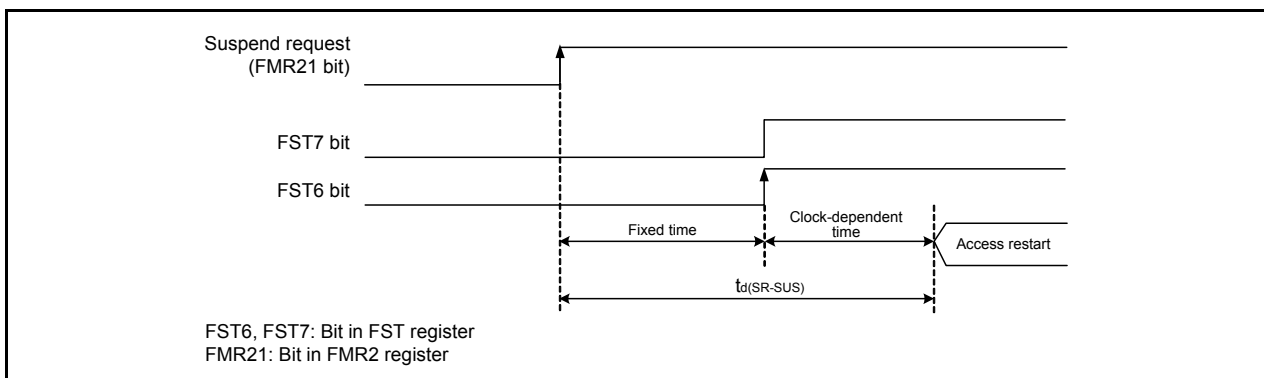 Suspend request
(FMR21 bit)
FST7 bit
FST6 bit
Fixed time
Clock-dependent
time
Access restart
td(SR-SUS)
FST6, FST7: Bit in FST register
FMR21: Bit in FMR2 register